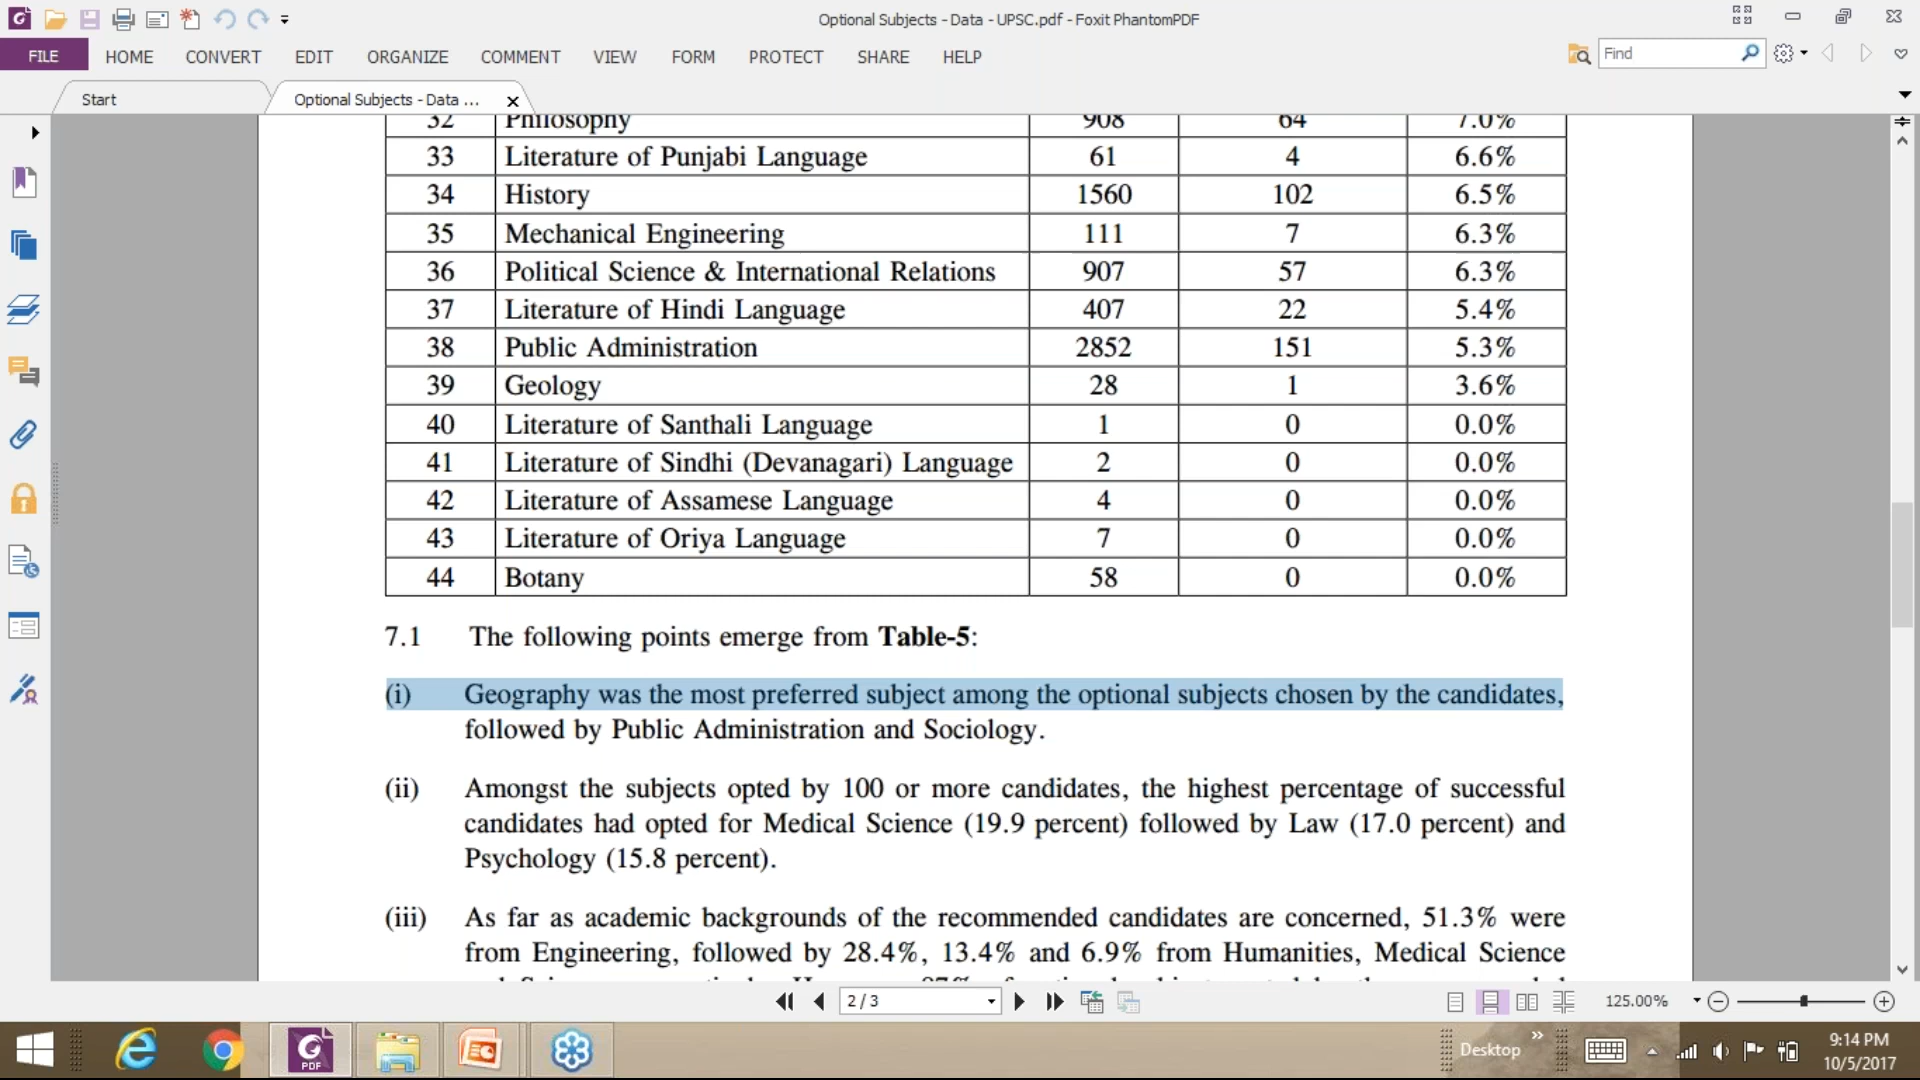 Optional Subjects - Data - UPSC.pdf - Foxit PhantomPDF
FILE HOME CONVERT EDIT ORGANIZE COMMENT VIEW FORM PROTECT SHARE HELP Find
Start Optional Subjects - Data ...
32 Philosophy 908 64 7.0%
33 Literature of Punjabi Language 61 4 6.6%
34 History 1560 102 6.5%
35 Mechanical Engineering 111 7 6.3%
36 Political Science & International Relations 907 57 6.3%
37 Literature of Hindi Language 407 22 5.4%
38 Public Administration 2852 151 5.3%
39 Geology 28 1 3.6%
40 Literature of Santhali Language 1 0 0.0%
41 Literature of Sindhi (Devanagari) Language 2 0 0.0%
42 Literature of Assamese Language 4 0 0.0%
43 Literature of Oriya Language 7 0 0.0%
44 Botany 58 0 0.0%
7.1 The following points emerge from Table-5:
(i) Geography was the most preferred subject among the optional subjects chosen by the candidates,
followed by Public Administration and Sociology.
(ii) Amongst the subjects opted by 100 or more candidates, the highest percentage of successful
candidates had opted for Medical Science (19.9 percent) followed by Law (17.0 percent) and
Psychology (15.8 percent).
(iii) As far as academic backgrounds of the recommended candidates are concerned, 51.3% were
from Engineering, followed by 28.4%, 13.4% and 6.9% from Humanities, Medical Science
2 / 3 125.00%
PDF Desktop 9:14 PM
10/5/2017